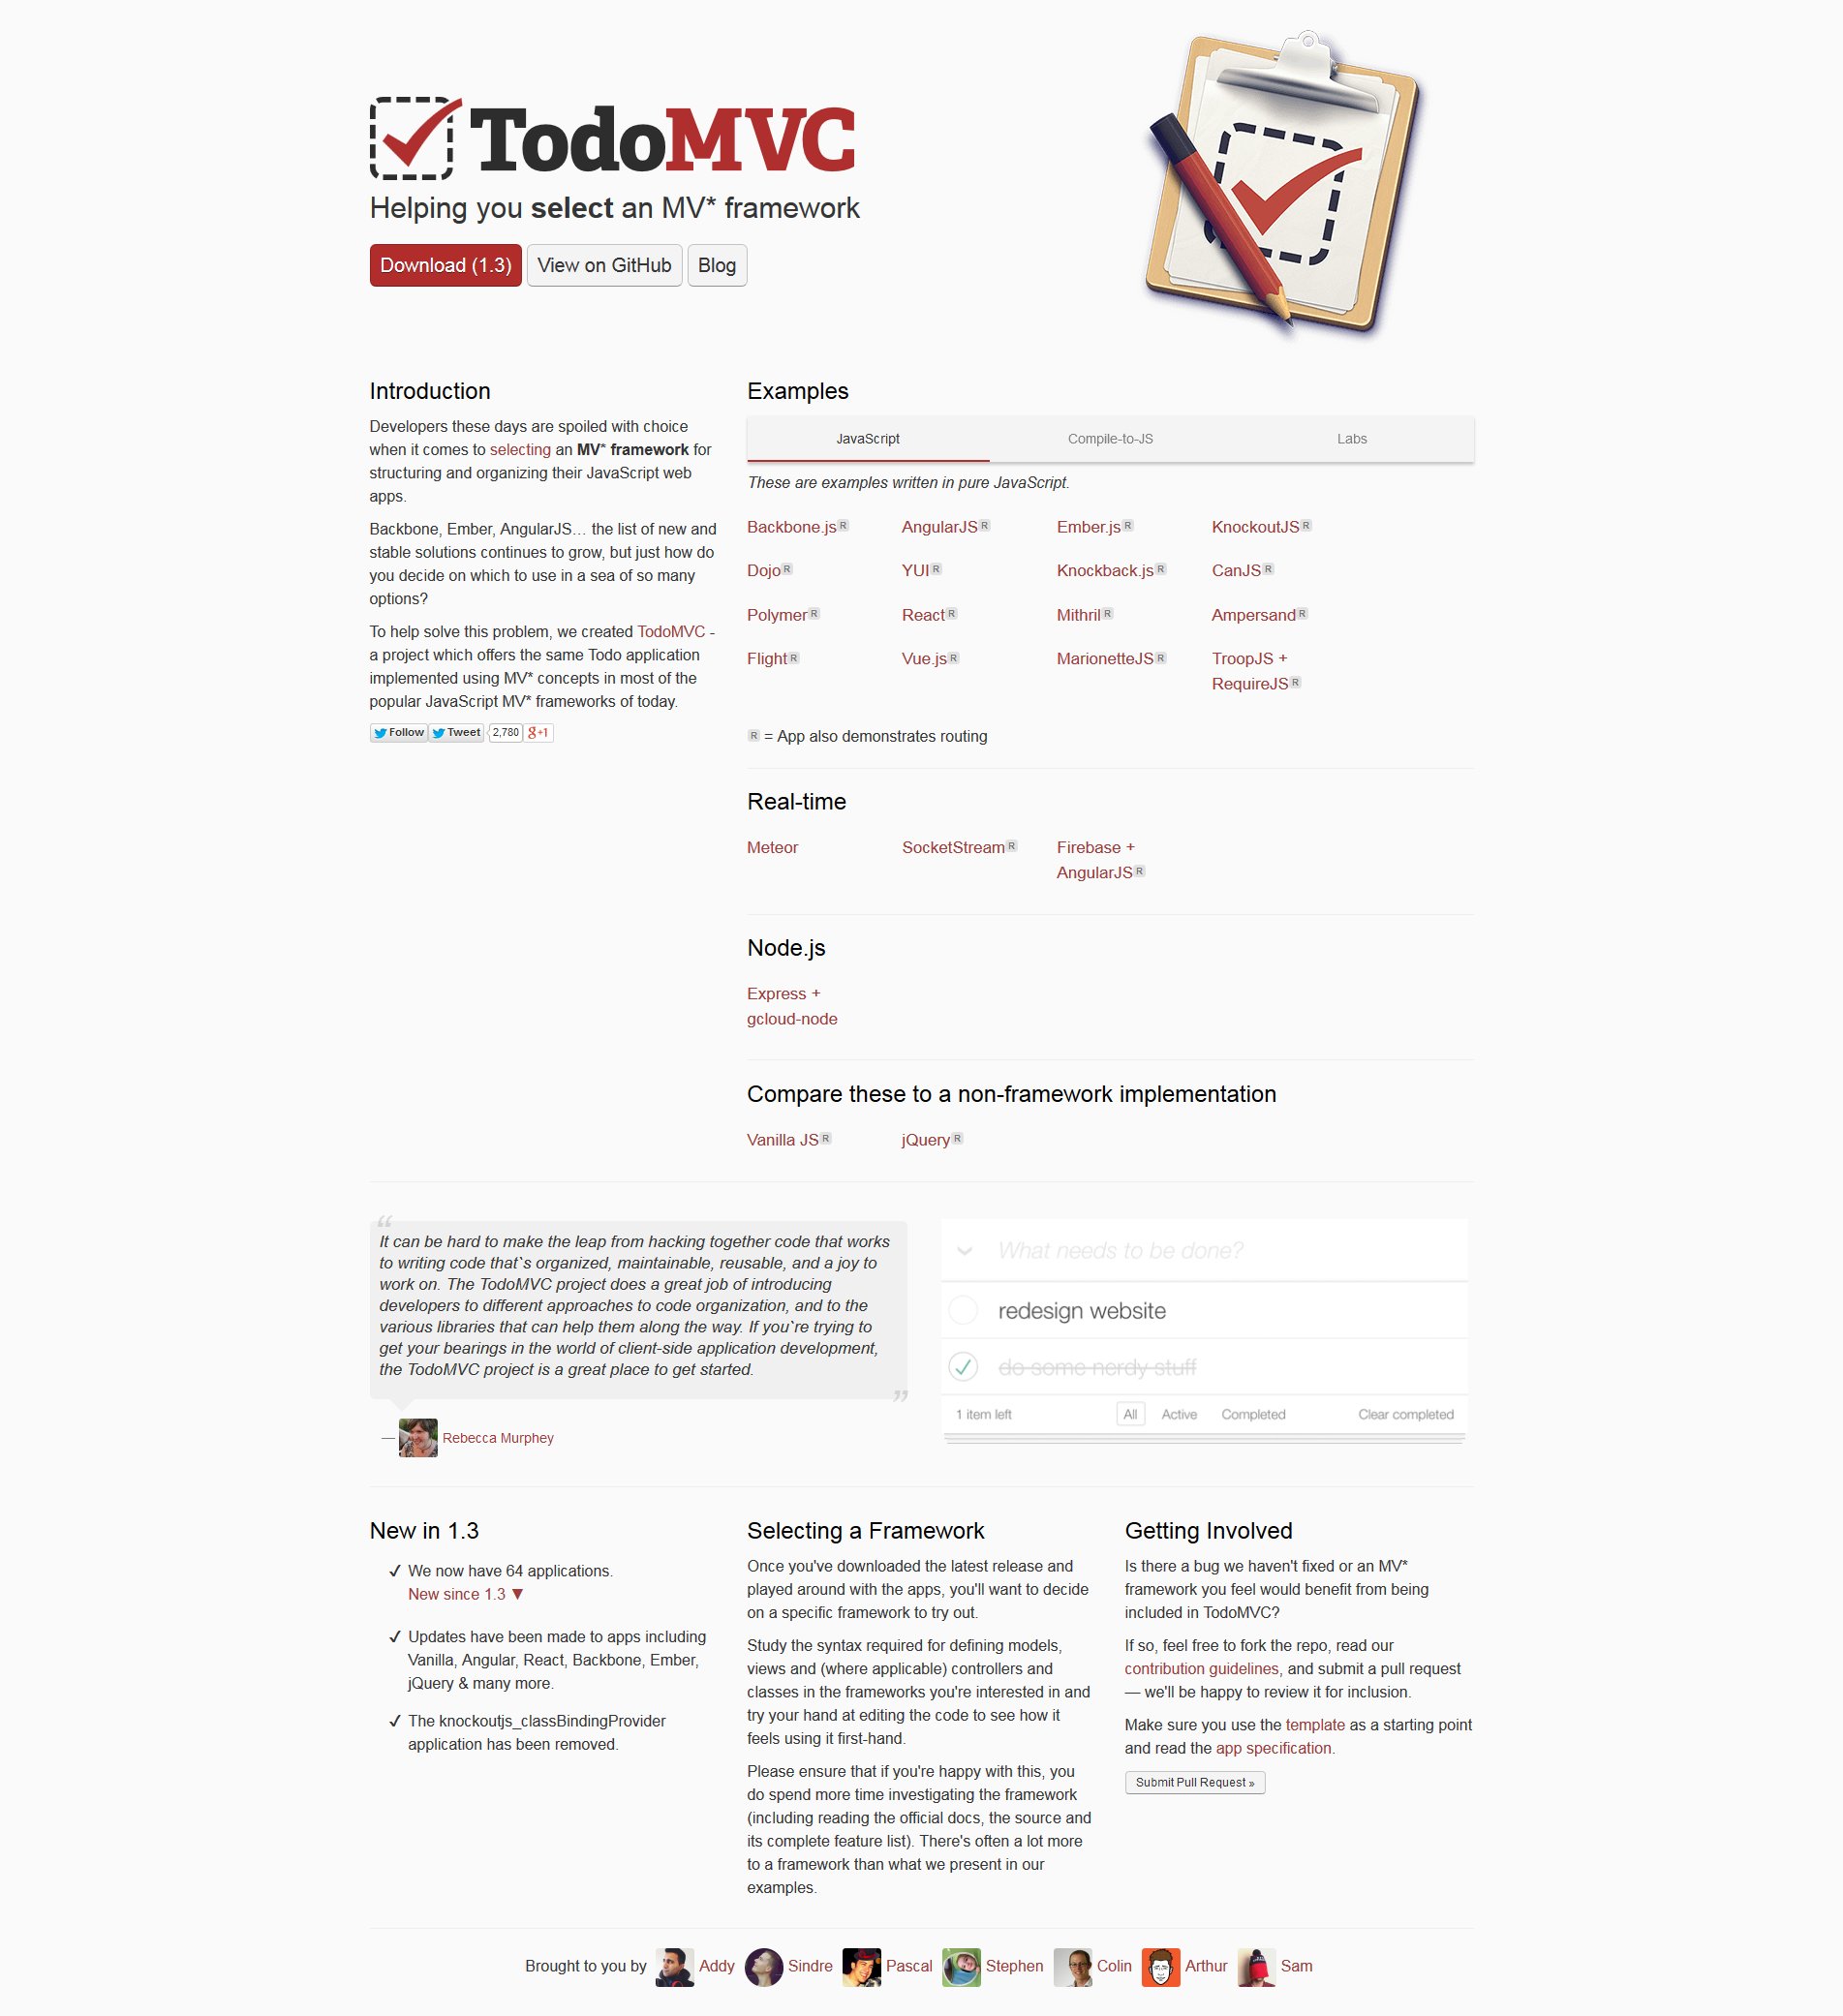 TodoMVC
Helping you select an MV* framework
Download (1.3) View on GitHub Blog
Introduction
Developers these days are spoiled with choice
when it comes to selecting an MV* framework for
structuring and organizing their JavaScript web
apps.
Backbone, Ember, AngularJS… the list of new and
stable solutions continues to grow, but just how do
you decide on which to use in a sea of so many
options?
To help solve this problem, we created TodoMVC -
a project which offers the same Todo application
implemented using MV* concepts in most of the
popular JavaScript MV* frameworks of today.
Follow Tweet 2,780 g+1
Examples
JavaScript Compile-to-JS Labs
These are examples written in pure JavaScript.
Backbone.js R AngularJS R Ember.js R KnockoutJS R
Dojo R YUI R Knockback.js R CanJS R
Polymer R React R Mithril R Ampersand R
Flight R Vue.js R MarionetteJS R TroopJS +
RequireJS R
R = App also demonstrates routing
Real-time
Meteor SocketStream R Firebase +
AngularJS R
Node.js
Express +
gcloud-node
Compare these to a non-framework implementation
Vanilla JS R jQuery R
“
It can be hard to make the leap from hacking together code that works
to writing code that`s organized, maintainable, reusable, and a joy to
work on. The TodoMVC project does a great job of introducing
developers to different approaches to code organization, and to the
various libraries that can help them along the way. If you`re trying to
get your bearings in the world of client-side application development,
the TodoMVC project is a great place to get started.
”
— Rebecca Murphey
What needs to be done?
redesign website
do some nerdy stuff
1 item left All Active Completed Clear completed
New in 1.3
✓ We now have 64 applications.
New since 1.3 ▼
✓ Updates have been made to apps including
Vanilla, Angular, React, Backbone, Ember,
jQuery & many more.
✓ The knockoutjs_classBindingProvider
application has been removed.
Selecting a Framework
Once you've downloaded the latest release and
played around with the apps, you'll want to decide
on a specific framework to try out.
Study the syntax required for defining models,
views and (where applicable) controllers and
classes in the frameworks you're interested in and
try your hand at editing the code to see how it
feels using it first-hand.
Please ensure that if you're happy with this, you
do spend more time investigating the framework
(including reading the official docs, the source and
its complete feature list). There's often a lot more
to a framework than what we present in our
examples.
Getting Involved
Is there a bug we haven't fixed or an MV*
framework you feel would benefit from being
included in TodoMVC?
If so, feel free to fork the repo, read our
contribution guidelines, and submit a pull request
— we'll be happy to review it for inclusion.
Make sure you use the template as a starting point
and read the app specification.
Submit Pull Request »
Brought to you by Addy Sindre Pascal Stephen Colin Arthur Sam